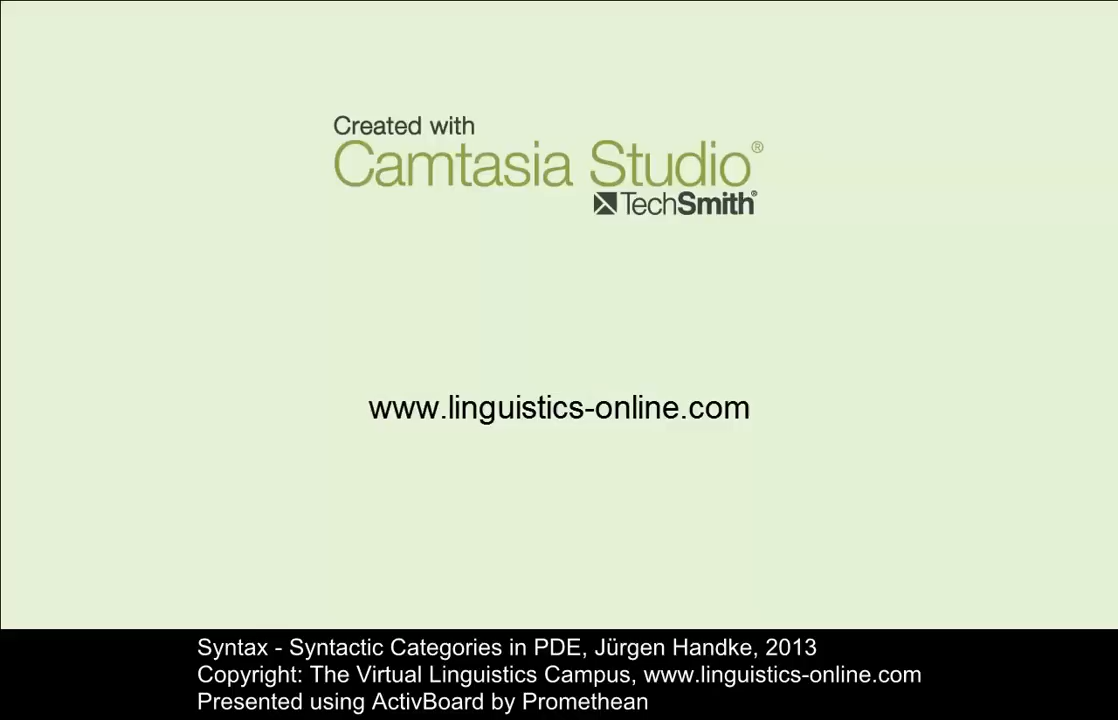 Created with
Camtasia Studio®
TechSmith®
www.linguistics-online.com
Syntax - Syntactic Categories in PDE, Jürgen Handke, 2013
Copyright: The Virtual Linguistics Campus, www.linguistics-online.com
Presented using ActivBoard by Promethean